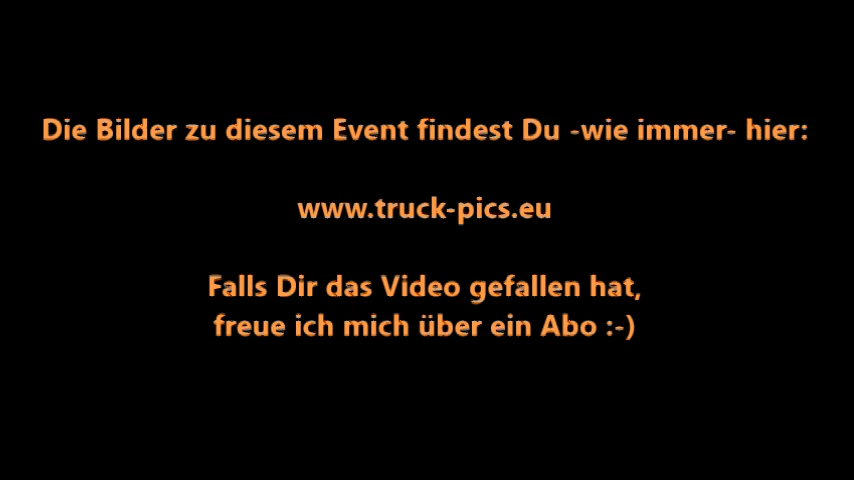 Die Bilder zu diesem Event findest Du -wie immer- hier:
www.truck-pics.eu
Falls Dir das Video gefallen hat,
freue ich mich über ein Abo :-)